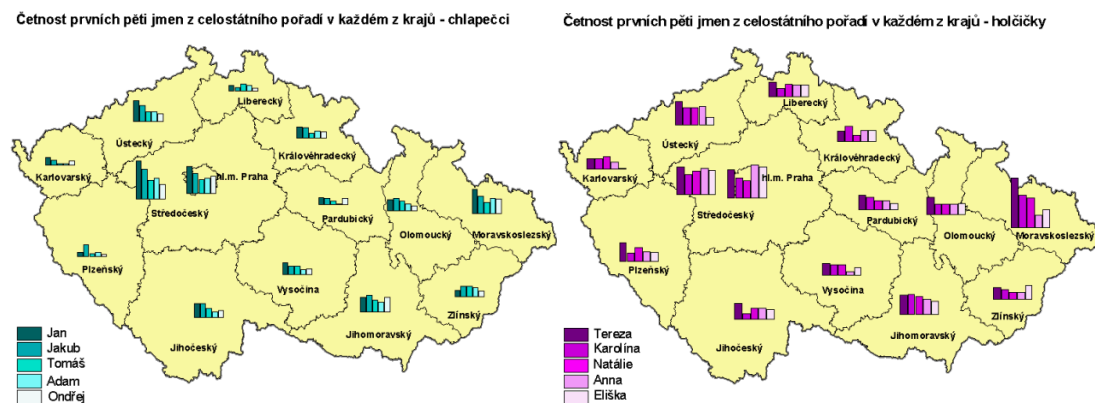 Četnost prvních pěti jmen z celostátního pořadí v každém z krajů - chlapečci
Liberecký
Ústecký
Královéhradecký
Karlovarský
hl.m. Praha
Středočeský
Pardubický
Olomoucký
Moravskoslezský
Plzeňský
Vysočina
Zlínský
Jihomoravský
Jihočeský
Jan
Jakub
Tomáš
Adam
Ondřej
Četnost prvních pěti jmen z celostátního pořadí v každém z krajů - holčičky
Liberecký
Ústecký
Královéhradecký
Karlovarský
hl.m. Praha
Středočeský
Pardubický
Olomoucký
Moravskoslezský
Plzeňský
Vysočina
Zlínský
Jihomoravský
Jihočeský
Tereza
Karolína
Natálie
Anna
Eliška